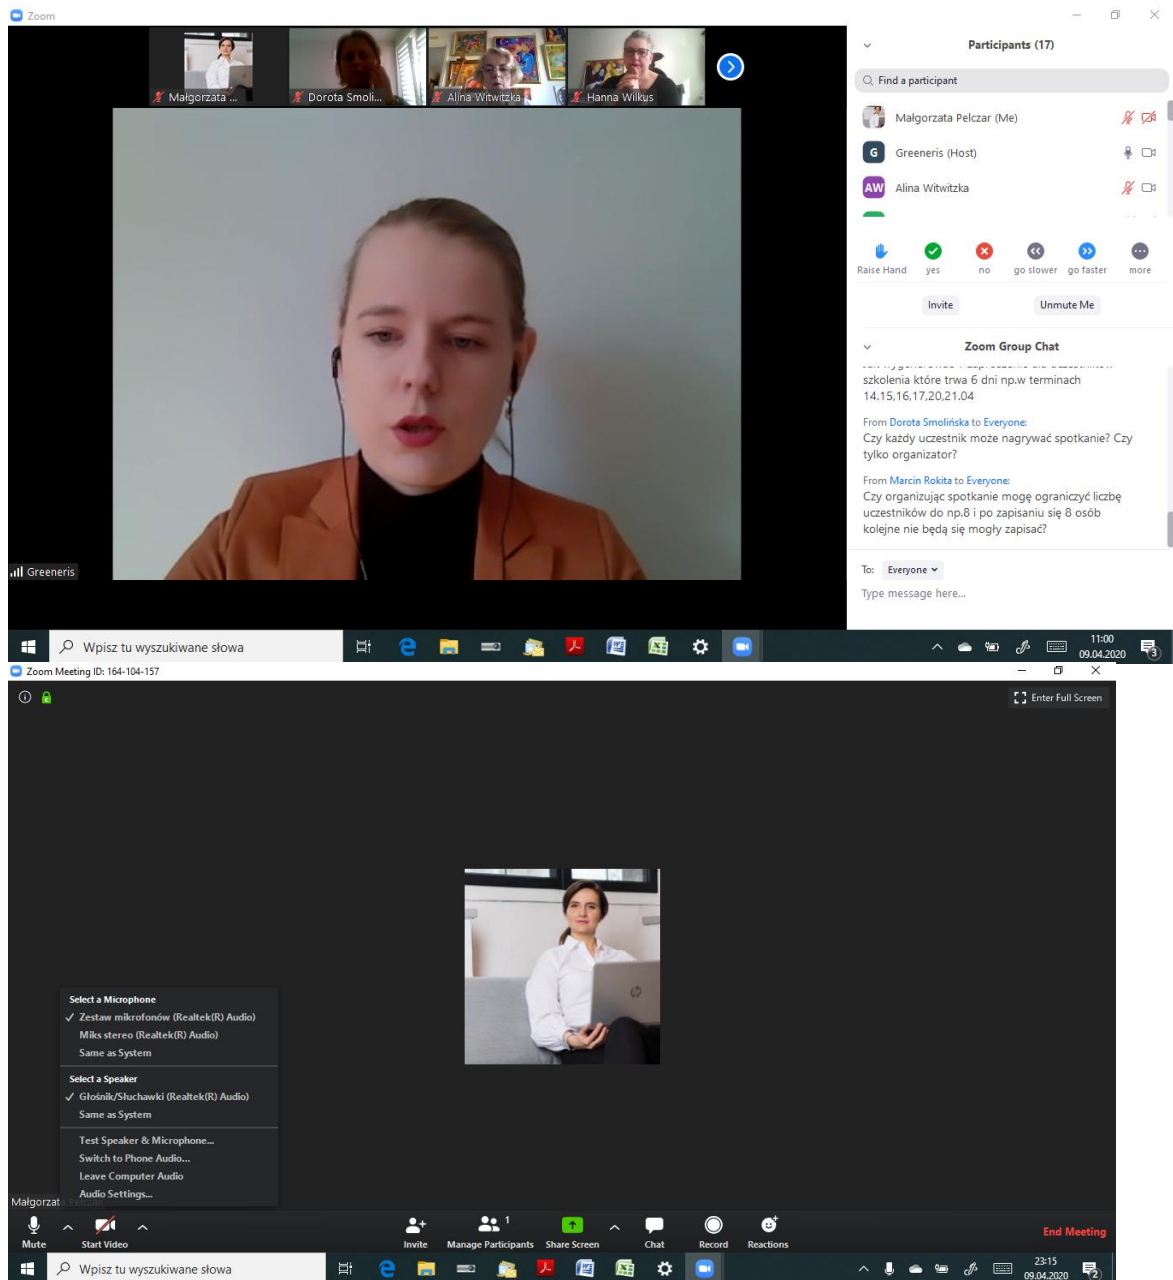 Zoom
Małgorzata ...
Dorota Smoli...
Alina Witwitzka
Hanna Wilkus
Greeneris
Participants (17)
Find a participant
Małgorzata Pelczar (Me)
G
Greeneris (Host)
AW
Alina Witwitzka
Raise Hand
yes
no
go slower
go faster
more
Invite
Unmute Me
Zoom Group Chat
szkolenia które trwa 6 dni np.w terminach
14.15,16,17,20,21.04
From Dorota Smolińska to Everyone:
Czy każdy uczestnik może nagrywać spotkanie? Czy
tylko organizator?
From Marcin Rokita to Everyone:
Czy organizując spotkanie mogę ograniczyć liczbę
uczestników do np.8 i po zapisaniu się 8 osób
kolejne nie będą się mogły zapisać?
To: Everyone
Type message here...
Wpisz tu wyszukiwane słowa
11:00
09.04.2020
3
Zoom Meeting ID: 164-104-157
Enter Full Screen
hp
Select a Microphone
Zestaw mikrofonów (Realtek(R) Audio)
Miks stereo (Realtek(R) Audio)
Same as System
Select a Speaker
Głośnik/Słuchawki (Realtek(R) Audio)
Same as System
Test Speaker & Microphone...
Switch to Phone Audio...
Leave Computer Audio
Audio Settings...
Małgorzat
Mute
Start Video
Invite
Manage Participants
1
Share Screen
Chat
Record
Reactions
End Meeting
Wpisz tu wyszukiwane słowa
23:15
09.04.2020
2